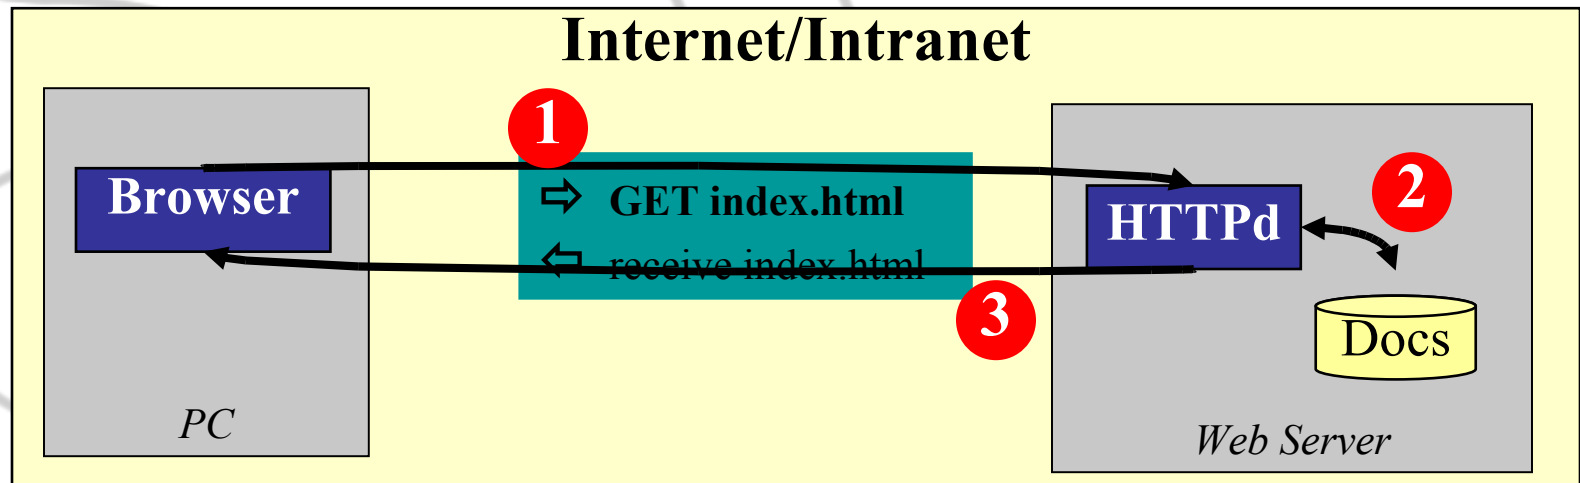 Internet/Intranet
1
Browser
GET index.html
receive index.html
HTTPd
2
3
Docs
PC
Web Server